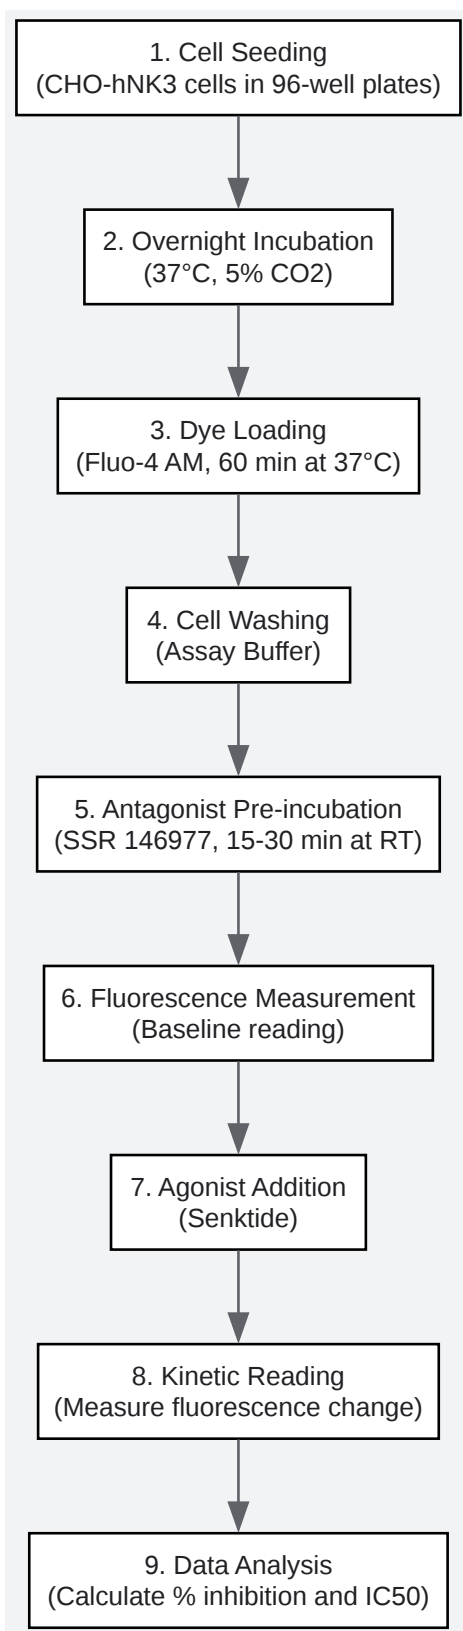 1. Cell Seeding
(CHO-hNK3 cells in 96-well plates)
2. Overnight Incubation
(37°C, 5% CO2)
3. Dye Loading
(Fluo-4 AM, 60 min at 37°C)
4. Cell Washing
(Assay Buffer)
5. Antagonist Pre-incubation
(SSR 146977, 15-30 min at RT)
6. Fluorescence Measurement
(Baseline reading)
7. Agonist Addition
(Senktide)
8. Kinetic Reading
(Measure fluorescence change)
9. Data Analysis
(Calculate % inhibition and IC50)